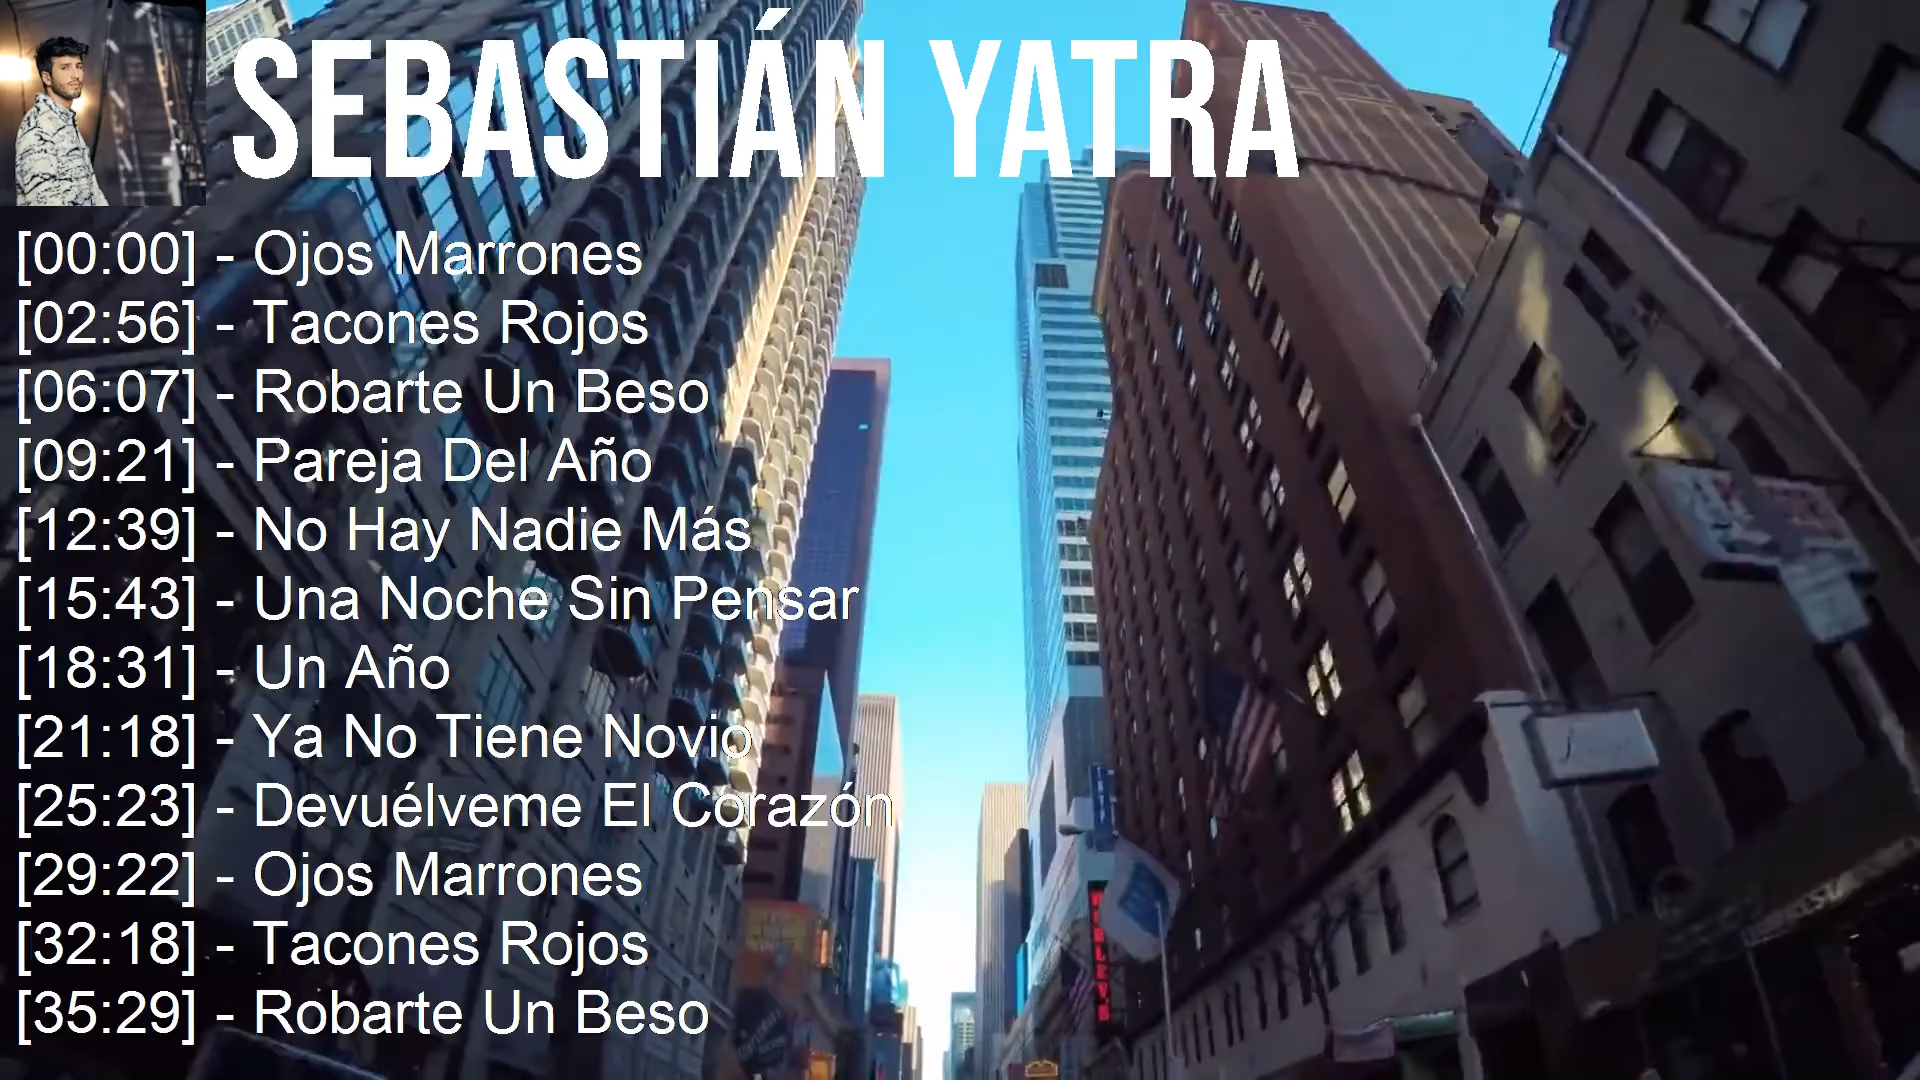 SEBASTIÁN YATRA
[00:00] - Ojos Marrones
[02:56] - Tacones Rojos
[06:07] - Robarte Un Beso
[09:21] - Pareja Del Año
[12:39] - No Hay Nadie Más
[15:43] - Una Noche Sin Pensar
[18:31] - Un Año
[21:18] - Ya No Tiene Novio
[25:23] - Devuélveme El Corazón
[29:22] - Ojos Marrones
[32:18] - Tacones Rojos
[35:29] - Robarte Un Beso